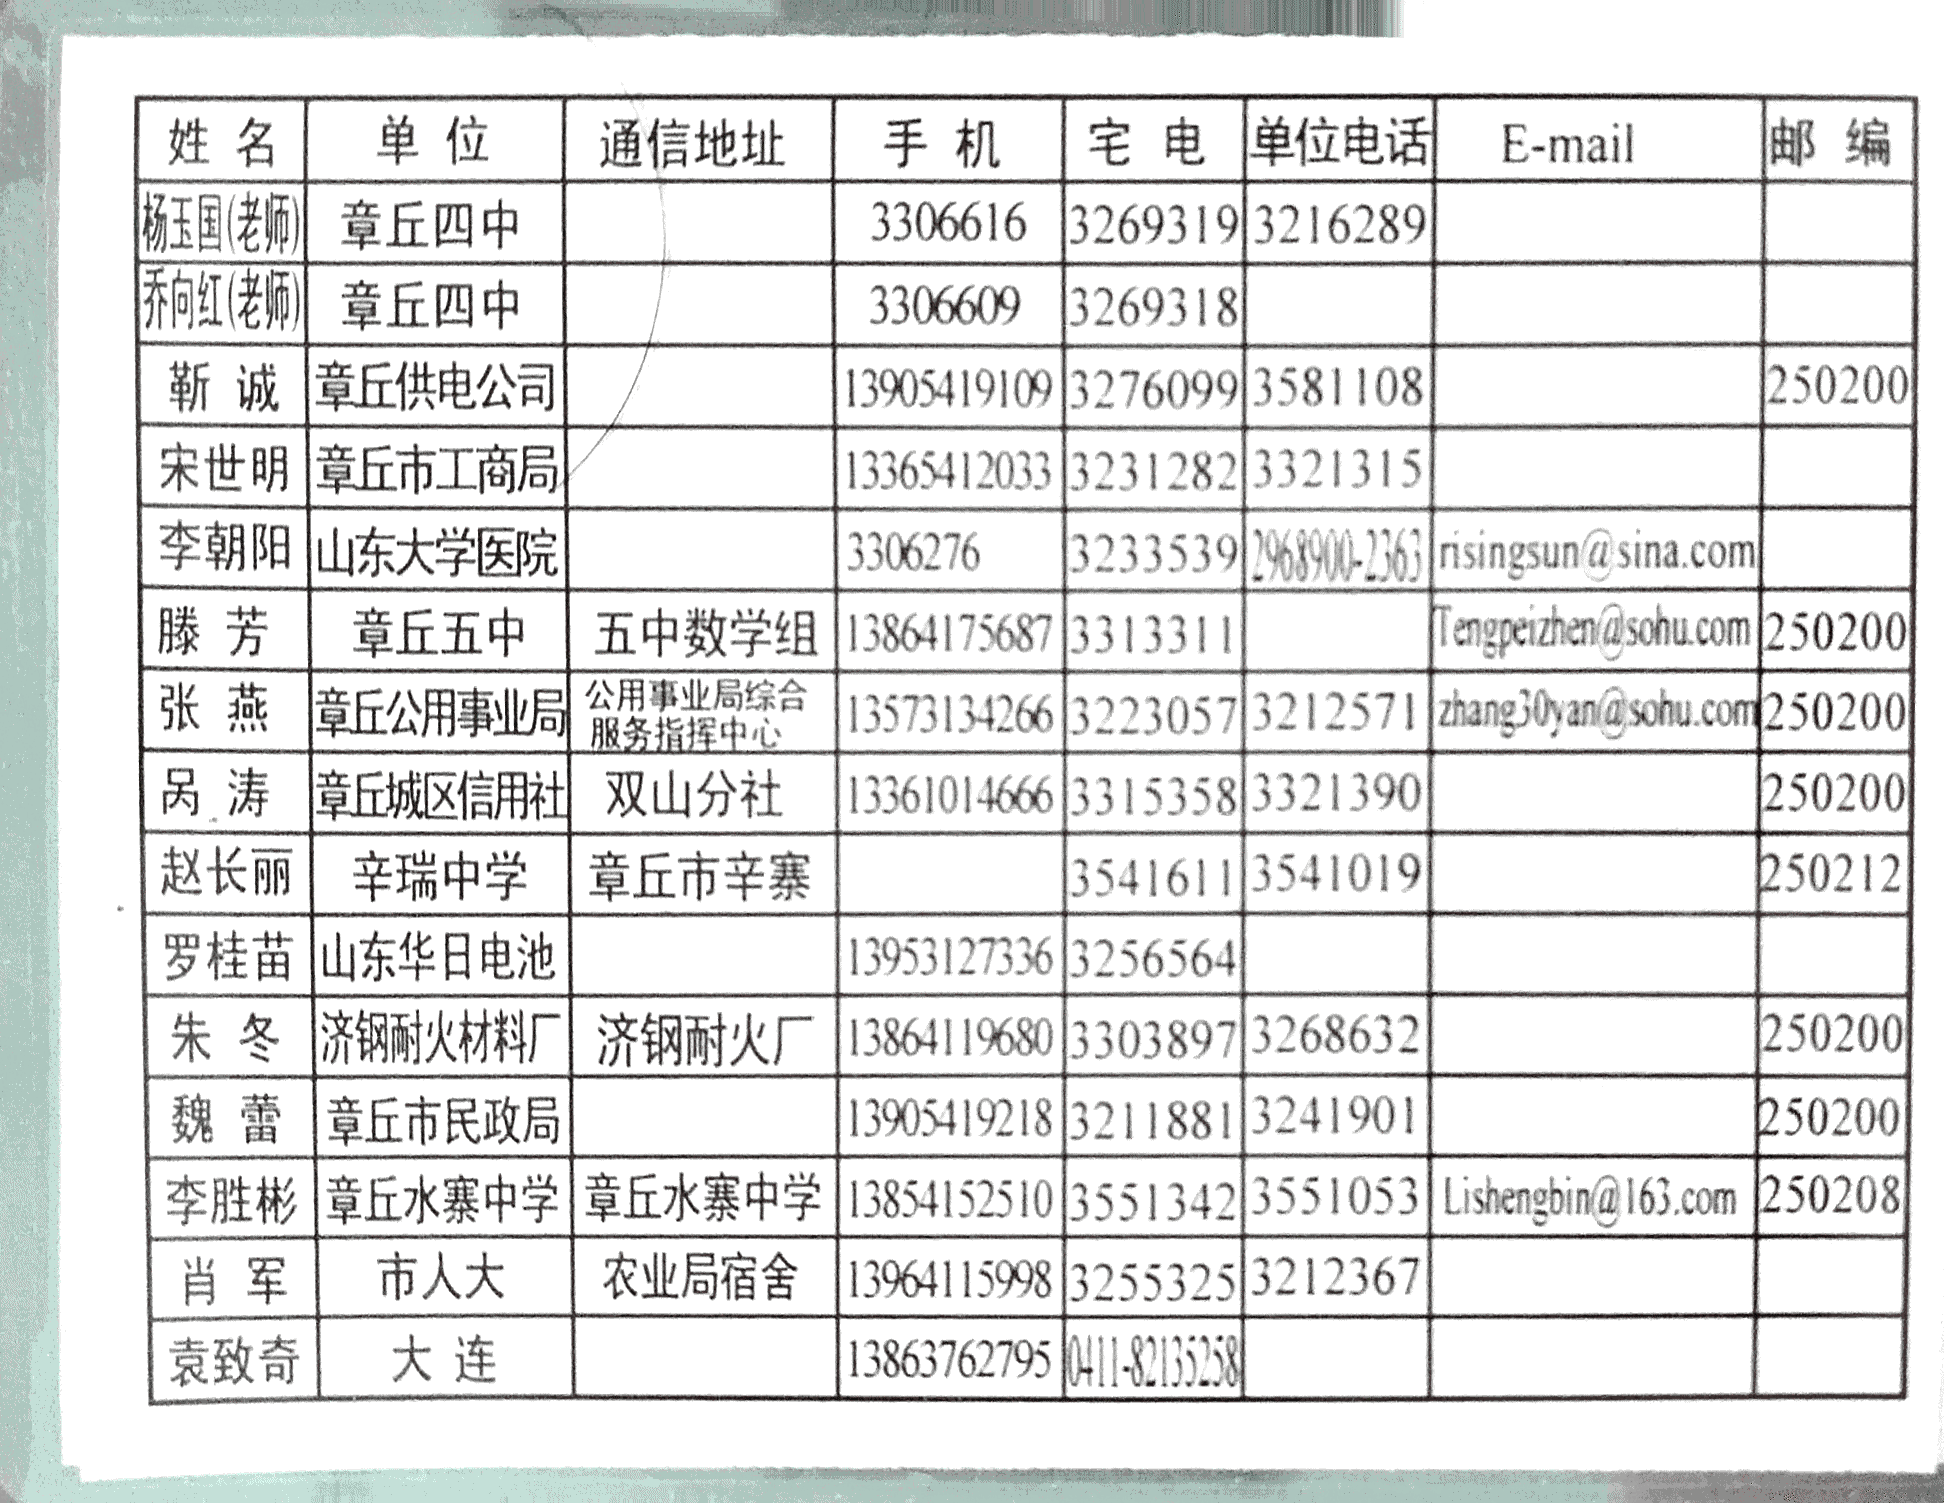 姓 名 单 位 通信地址 手 机 宅 电 单位电话 E-mail 邮 编
杨玉国(老师) 章丘四中 3306616 3269319 3216289
乔向红(老师) 章丘四中 3306609 3269318
靳 诚 章丘供电公司 13905419109 3276099 3581108 250200
宋世明 章丘市工商局 13365412033 3231282 3321315
李朝阳 山东大学医院 3306276 3233539 2968900-2363 risingsun@sina.com
滕 芳 章丘五中 五中数学组 13864175687 3313311 Tengpeizhen@sohu.com 250200
张 燕 章丘公用事业局 公用事业局综合 13573134266 3223057 3212571 zhang30yan@sohu.com 250200
服务指挥中心
呙 涛 章丘城区信用社 双山分社 13361014666 3315358 3321390 250200
赵长丽 辛瑞中学 章丘市辛寨 3541611 3541019 250212
罗桂苗 山东华日电池 13953127336 3256564
朱 冬 济钢耐火材料厂 济钢耐火厂 13864119680 3303897 3268632 250200
魏 蕾 章丘市民政局 13905419218 3211881 3241901 250200
李胜彬 章丘水寨中学 章丘水寨中学 13854152510 3551342 3551053 Lishengbin@163.com 250208
肖 军 市人大 农业局宿舍 13964115998 3255325 3212367
袁致奇 大 连 13863762795 0411-82135258